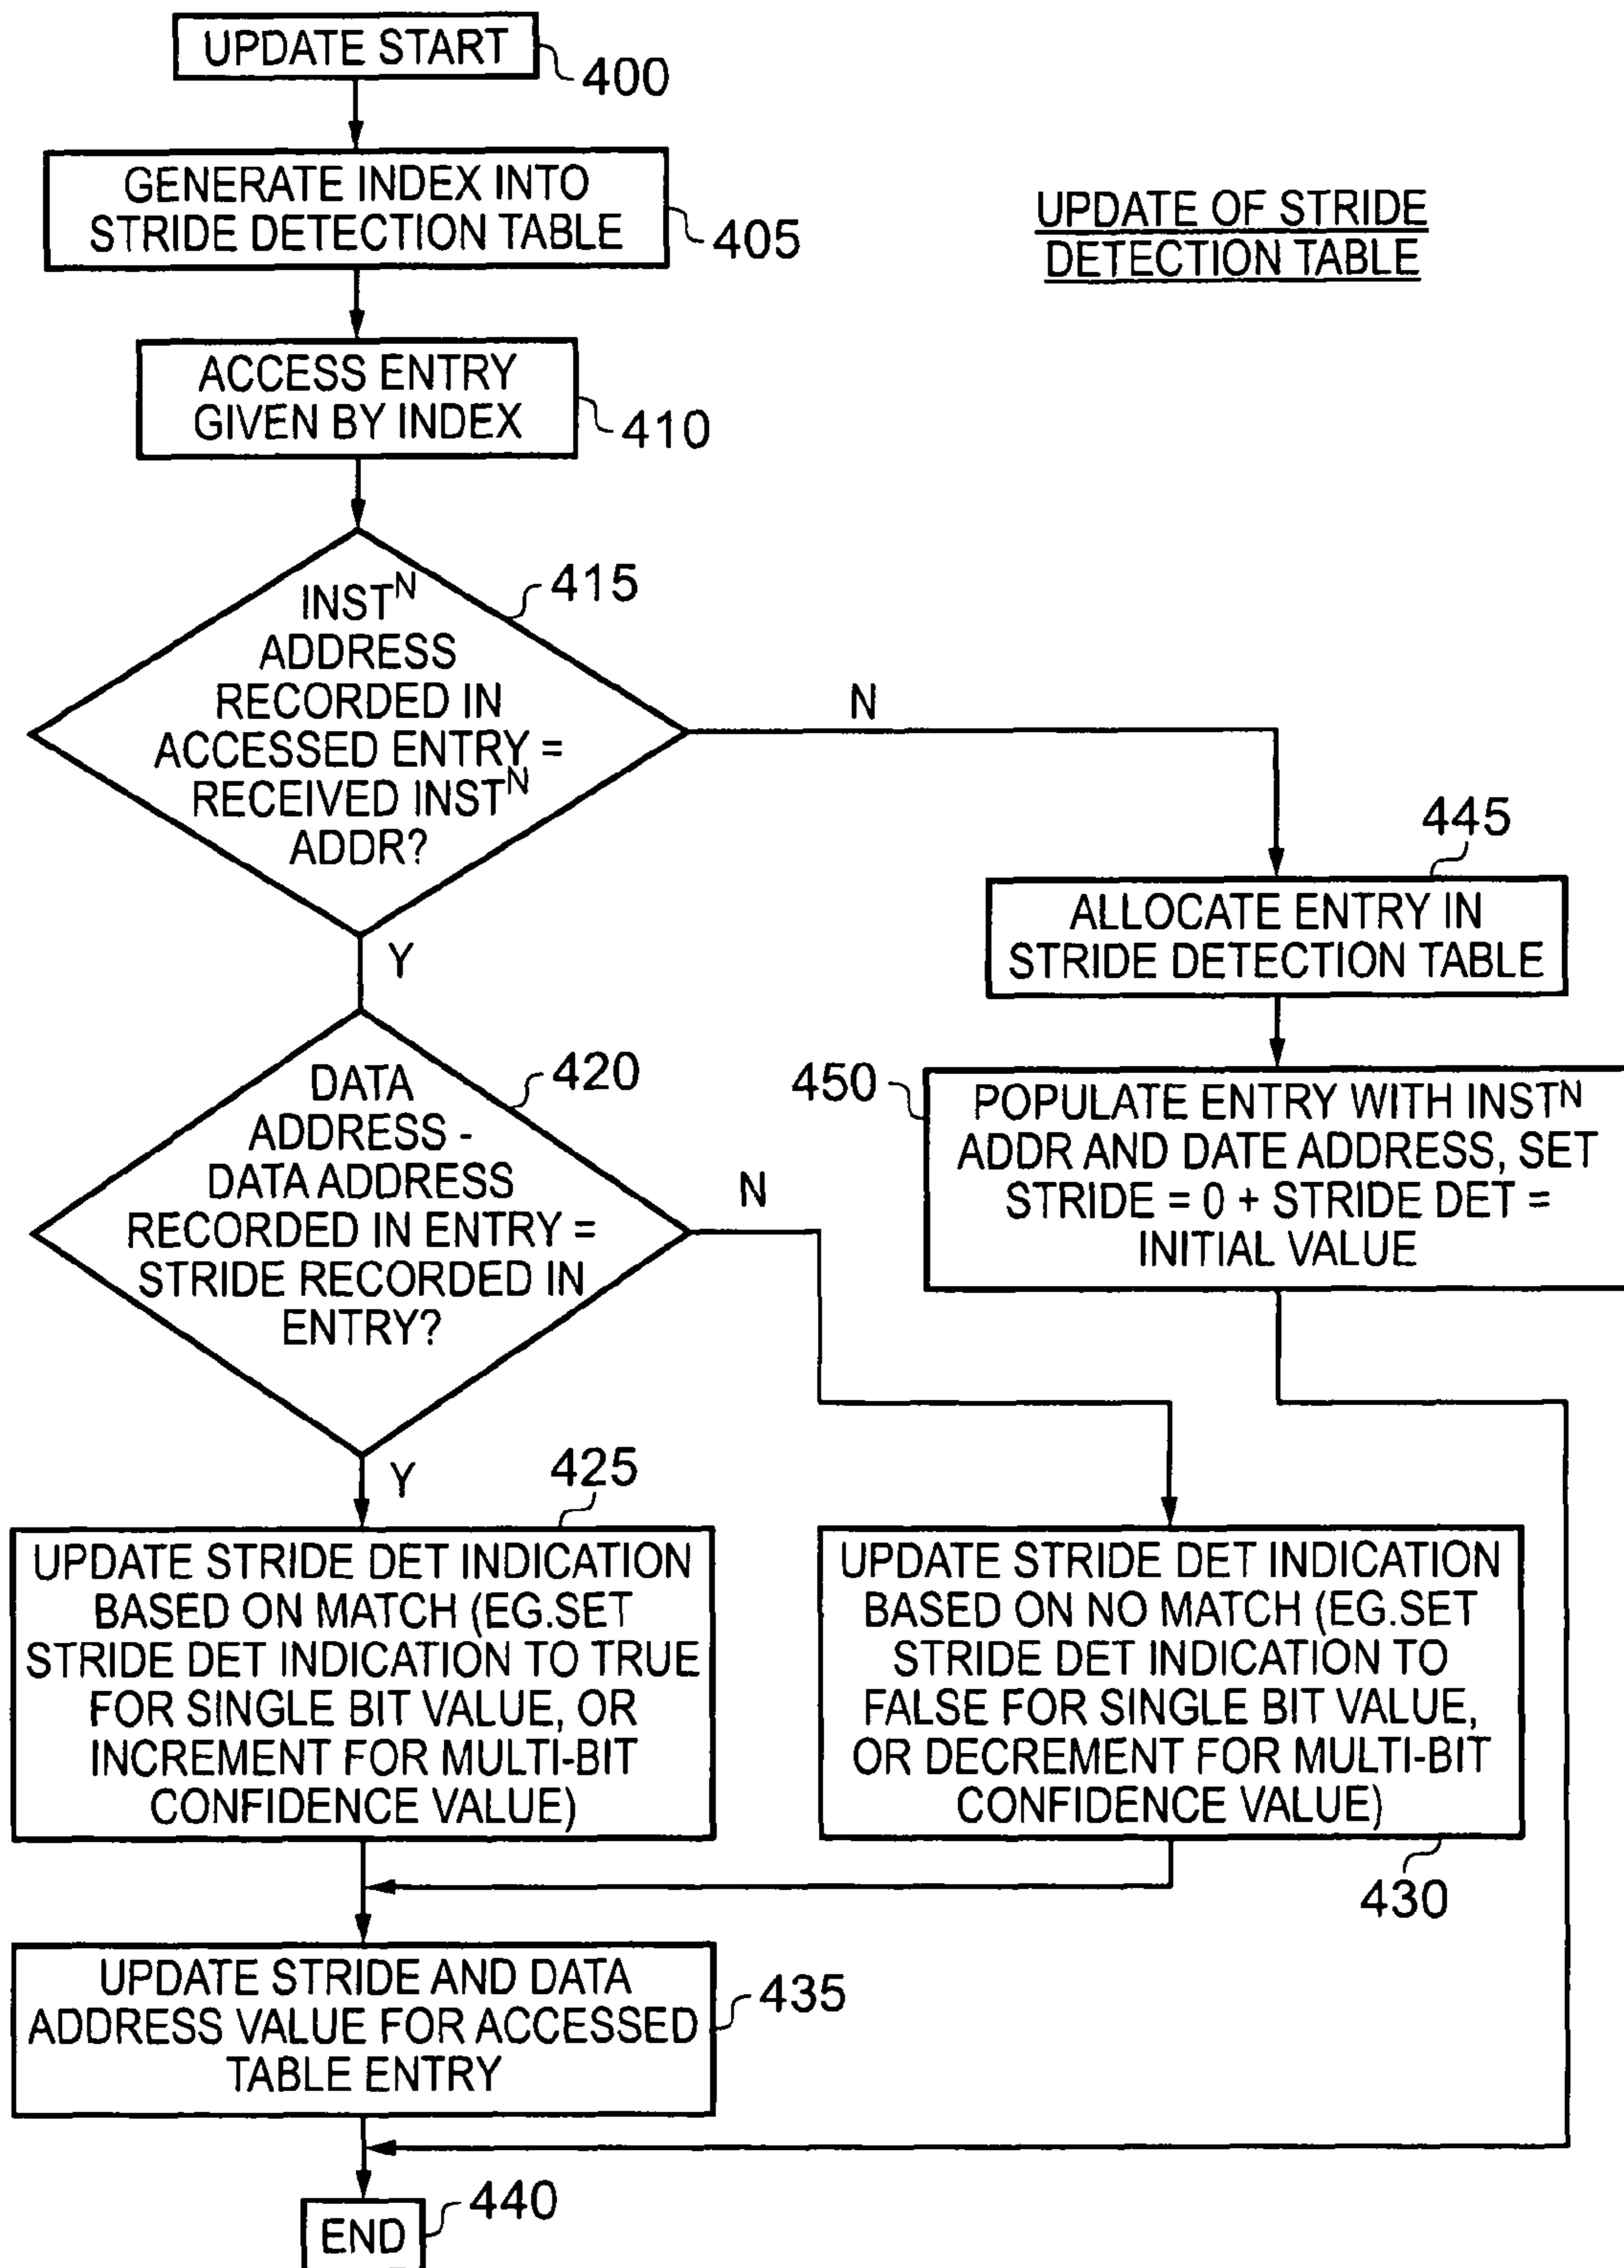 UPDATE START
400
GENERATE INDEX INTO
STRIDE DETECTION TABLE
405
UPDATE OF STRIDE
DETECTION TABLE
ACCESS ENTRY
GIVEN BY INDEX
410
INSTᴺ
ADDRESS
RECORDED IN
ACCESSED ENTRY =
RECEIVED INSTᴺ
ADDR?
415
N
Y
445
ALLOCATE ENTRY IN
STRIDE DETECTION TABLE
DATA
ADDRESS -
DATA ADDRESS
RECORDED IN ENTRY =
STRIDE RECORDED IN
ENTRY?
420
N
Y
450
POPULATE ENTRY WITH INSTᴺ
ADDR AND DATE ADDRESS, SET
STRIDE = 0 + STRIDE DET =
INITIAL VALUE
425
UPDATE STRIDE DET INDICATION
BASED ON MATCH (EG.SET
STRIDE DET INDICATION TO TRUE
FOR SINGLE BIT VALUE, OR
INCREMENT FOR MULTI-BIT
CONFIDENCE VALUE)
UPDATE STRIDE DET INDICATION
BASED ON NO MATCH (EG.SET
STRIDE DET INDICATION TO
FALSE FOR SINGLE BIT VALUE,
OR DECREMENT FOR MULTI-BIT
CONFIDENCE VALUE)
430
UPDATE STRIDE AND DATA
ADDRESS VALUE FOR ACCESSED
TABLE ENTRY
435
END
440